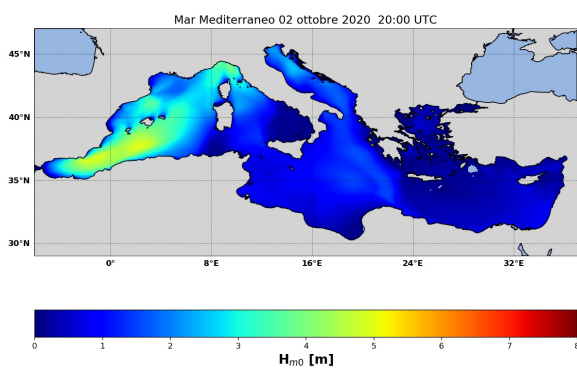 Mar Mediterraneo 02 ottobre 2020  20:00 UTC
45°N
40°N
35°N
30°N
0° 8°E 16°E 24°E 32°E
0 1 2 3 4 5 6 7 8
Hm0 [m]